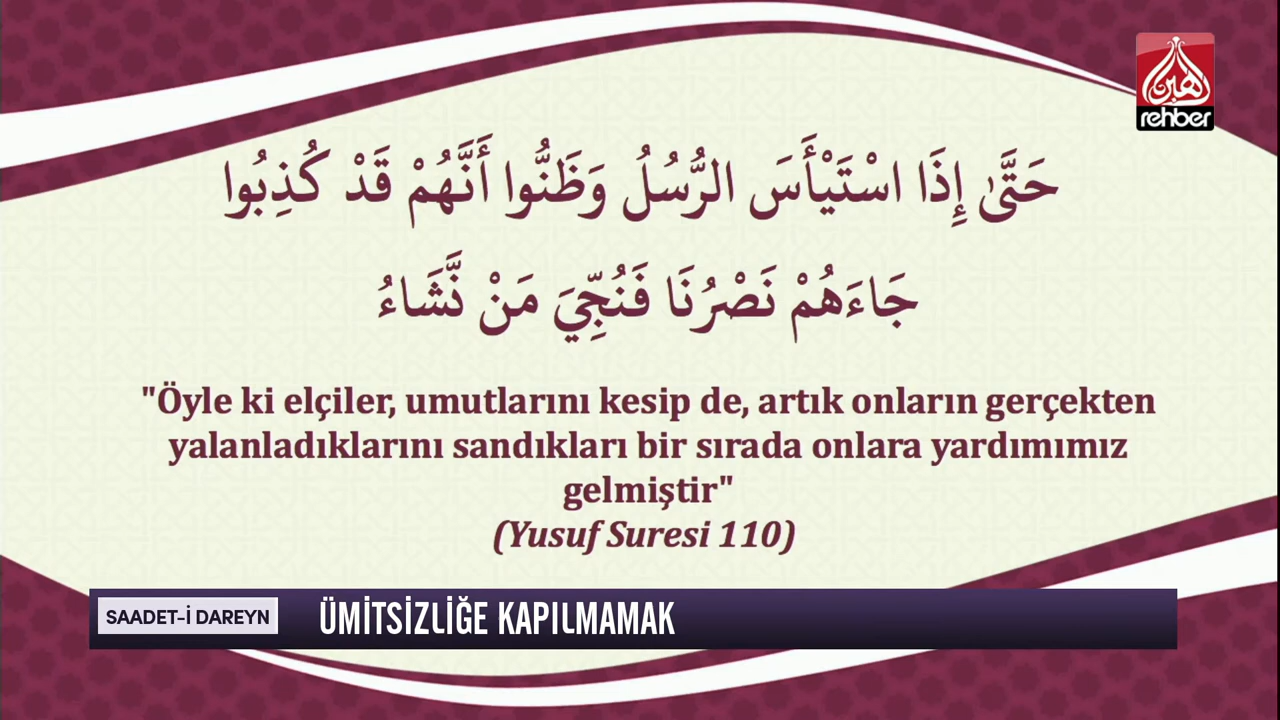 رهبر
rehber
حَتَّىٰ إِذَا اسْتَيْأَسَ الرُّسُلُ وَظَنُّوا أَنَّهُمْ قَدْ كُذِبُوا
جَاءَهُمْ نَصْرُنَا فَنُجِّيَ مَنْ نَّشَاءُ
"Öyle ki elçiler, umutlarını kesip de, artık onların gerçekten
yalanladıklarını sandıkları bir sırada onlara yardımımız
gelmiştir"
(Yusuf Suresi 110)
SAADET-İ DAREYN
ÜMİTSİZLİĞE KAPILMAMAK